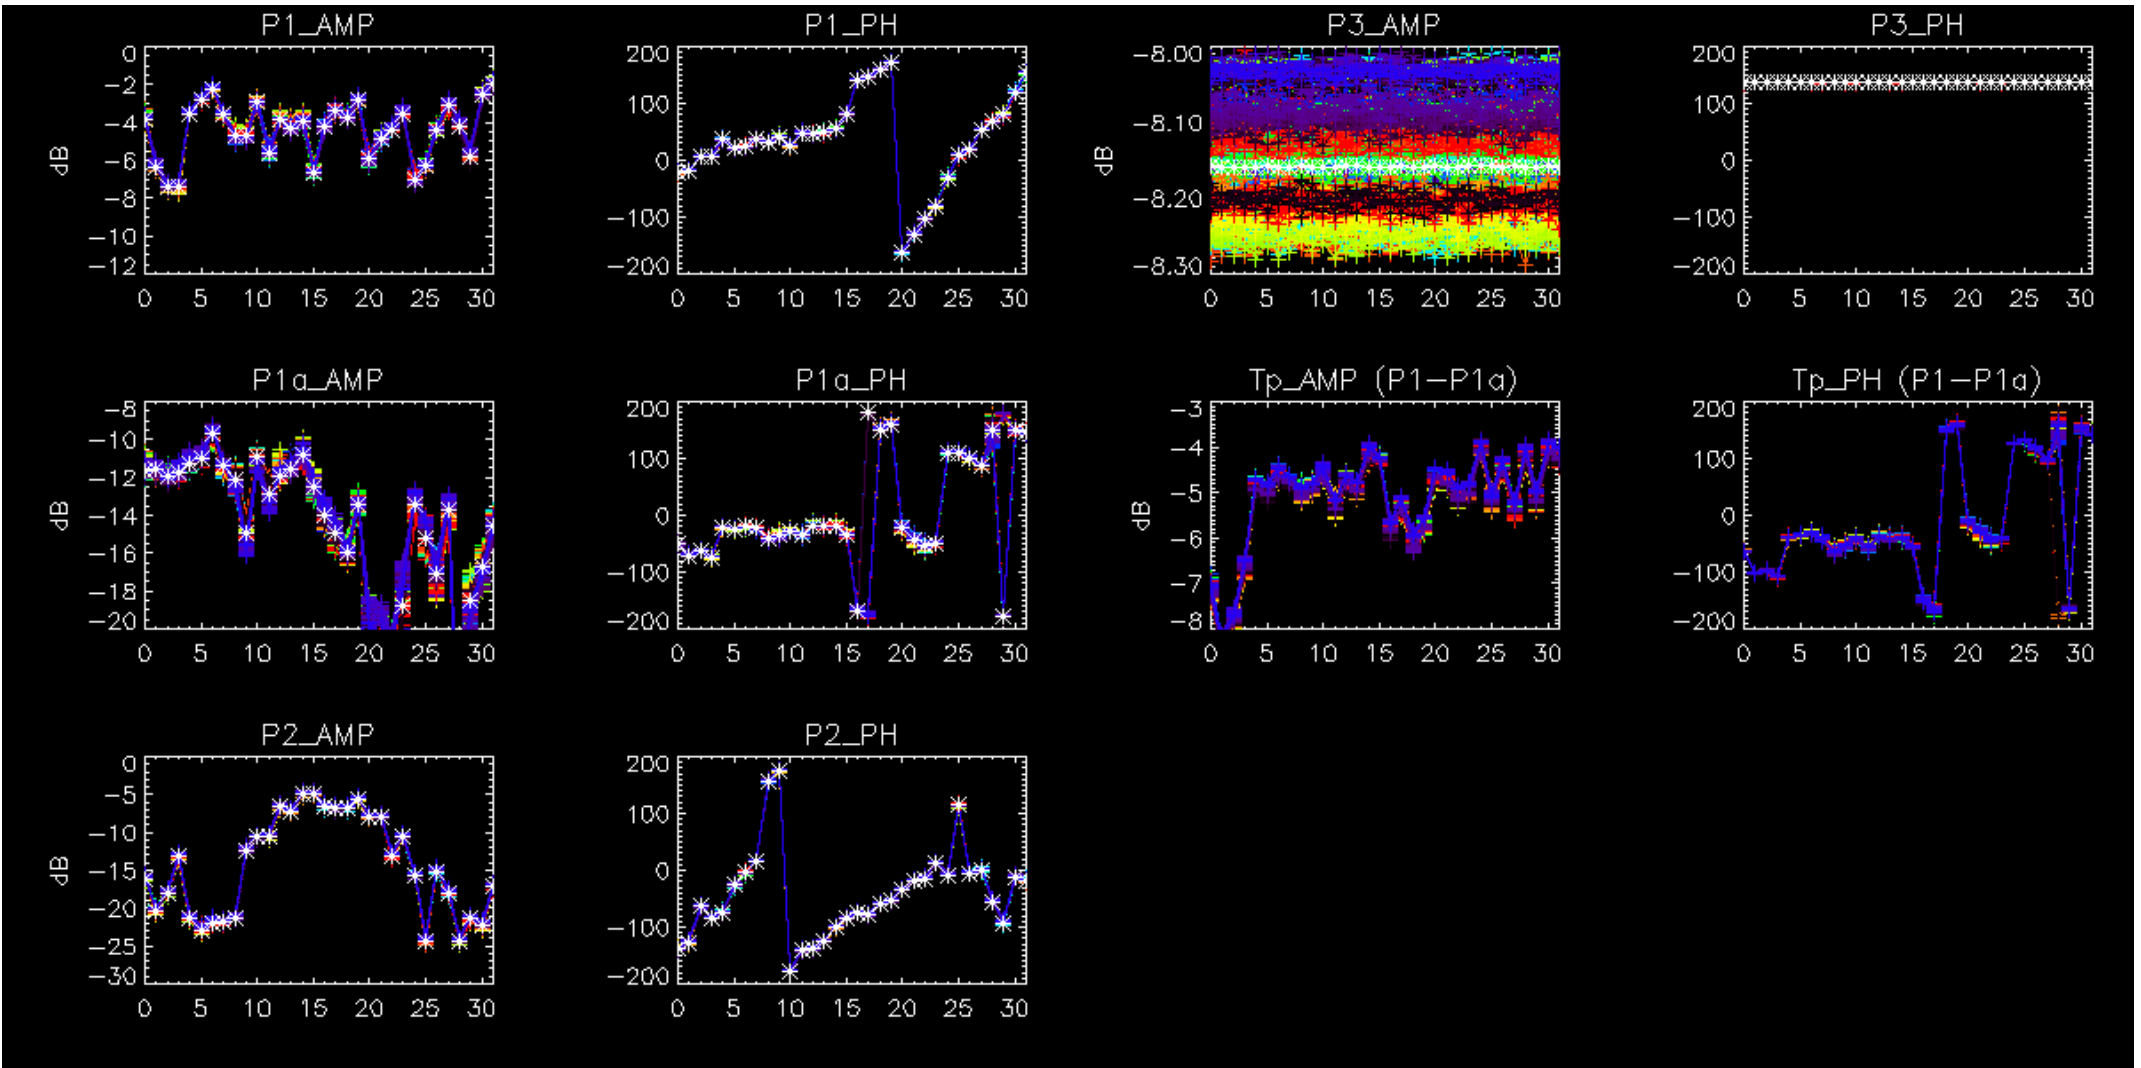 P1_AMP
0
−2
−4
−6
−8
−10
−12
dB
0 5 10 15 20 25 30
P1_PH
200
100
0
−100
−200
0 5 10 15 20 25 30
P3_AMP
−8.00
−8.10
−8.20
−8.30
dB
0 5 10 15 20 25 30
P3_PH
200
100
0
−100
−200
0 5 10 15 20 25 30
P1a_AMP
−8
−10
−12
−14
−16
−18
−20
dB
0 5 10 15 20 25 30
P1a_PH
200
100
0
−100
−200
0 5 10 15 20 25 30
Tp_AMP (P1−P1a)
−3
−4
−5
−6
−7
−8
dB
0 5 10 15 20 25 30
Tp_PH (P1−P1a)
200
100
0
−100
−200
0 5 10 15 20 25 30
P2_AMP
0
−5
−10
−15
−20
−25
−30
dB
0 5 10 15 20 25 30
P2_PH
200
100
0
−100
−200
0 5 10 15 20 25 30